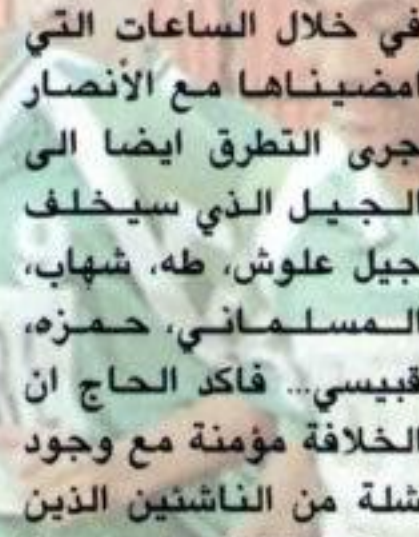 في خلال الساعات التي
امضيناها مع الأنصار
جرى التطرق ايضا الى
الجيل الذي سيخلف
جيل علوش، طه، شهاب،
المسلماني، حمزه،
قبيسي... فاكد الحاج ان
الخلافة مؤمنة مع وجود
شلة من الناشئين الذين